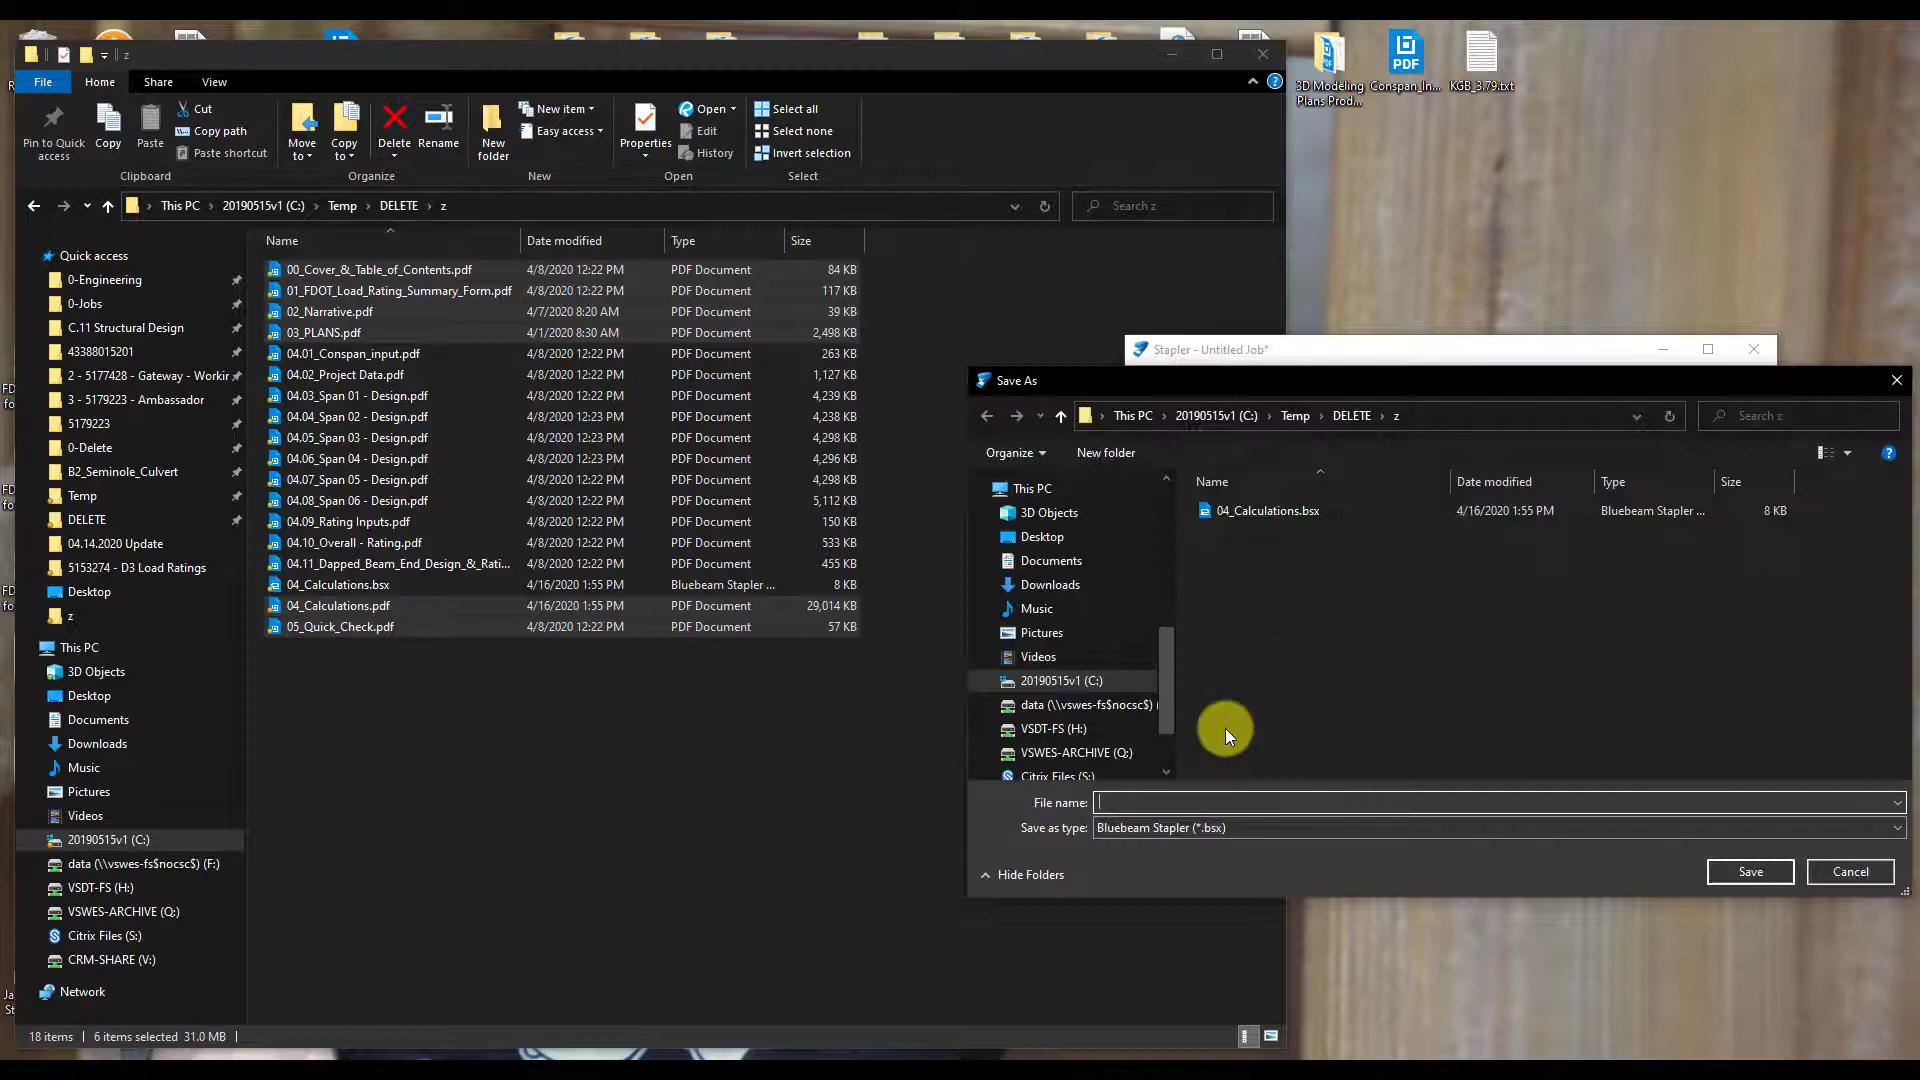 z
File
Home
Share
View
Pin to Quick access
Copy
Paste
Cut
Copy path
Paste shortcut
Clipboard
Move to
Copy to
Delete
Rename
Organize
New folder
New item
Easy access
New
Properties
Open
Edit
History
Open
Select all
Select none
Invert selection
Select
This PC
20190515v1 (C:)
Temp
DELETE
z
Search z
Name
Date modified
Type
Size
Quick access
0-Engineering
0-Jobs
C.11 Structural Design
43388015201
2 - 5177428 - Gateway - Workir
3 - 5179223 - Ambassador
5179223
0-Delete
B2_Seminole_Culvert
Temp
DELETE
04.14.2020 Update
5153274 - D3 Load Ratings
Desktop
z
This PC
3D Objects
Desktop
Documents
Downloads
Music
Pictures
Videos
20190515v1 (C:)
data (\\vswes-fs$nocsc$) (F:)
VSDT-FS (H:)
VSWES-ARCHIVE (Q:)
Citrix Files (S:)
CRM-SHARE (V:)
Network
00_Cover_&_Table_of_Contents.pdf 4/8/2020 12:22 PM PDF Document 84 KB
01_FDOT_Load_Rating_Summary_Form.pdf 4/8/2020 12:22 PM PDF Document 117 KB
02_Narrative.pdf 4/7/2020 8:20 AM PDF Document 39 KB
03_PLANS.pdf 4/1/2020 8:30 AM PDF Document 2,498 KB
04.01_Conspan_input.pdf 4/8/2020 12:22 PM PDF Document 263 KB
04.02_Project Data.pdf 4/8/2020 12:22 PM PDF Document 1,127 KB
04.03_Span 01 - Design.pdf 4/8/2020 12:22 PM PDF Document 4,239 KB
04.04_Span 02 - Design.pdf 4/8/2020 12:23 PM PDF Document 4,238 KB
04.05_Span 03 - Design.pdf 4/8/2020 12:23 PM PDF Document 4,298 KB
04.06_Span 04 - Design.pdf 4/8/2020 12:23 PM PDF Document 4,296 KB
04.07_Span 05 - Design.pdf 4/8/2020 12:22 PM PDF Document 4,298 KB
04.08_Span 06 - Design.pdf 4/8/2020 12:22 PM PDF Document 5,112 KB
04.09_Rating Inputs.pdf 4/8/2020 12:22 PM PDF Document 150 KB
04.10_Overall - Rating.pdf 4/8/2020 12:22 PM PDF Document 533 KB
04.11_Dapped_Beam_End_Design_&_Rati... 4/8/2020 12:22 PM PDF Document 455 KB
04_Calculations.bsx 4/16/2020 1:55 PM Bluebeam Stapler ... 8 KB
04_Calculations.pdf 4/16/2020 1:55 PM PDF Document 29,014 KB
05_Quick_Check.pdf 4/8/2020 12:22 PM PDF Document 57 KB
18 items
6 items selected 31.0 MB
3D Modeling Plans Prod...
PDF
Conspan_In...
KGB_3.79.txt
Stapler - Untitled Job*
Save As
This PC
20190515v1 (C:)
Temp
DELETE
z
Search z
Organize
New folder
This PC
3D Objects
Desktop
Documents
Downloads
Music
Pictures
Videos
20190515v1 (C:)
data (\\vswes-fs$nocsc$) (
VSDT-FS (H:)
VSWES-ARCHIVE (Q:)
Citrix Files (S:)
Name
Date modified
Type
Size
04_Calculations.bsx 4/16/2020 1:55 PM Bluebeam Stapler ... 8 KB
File name:
Save as type: Bluebeam Stapler (*.bsx)
Hide Folders
Save
Cancel